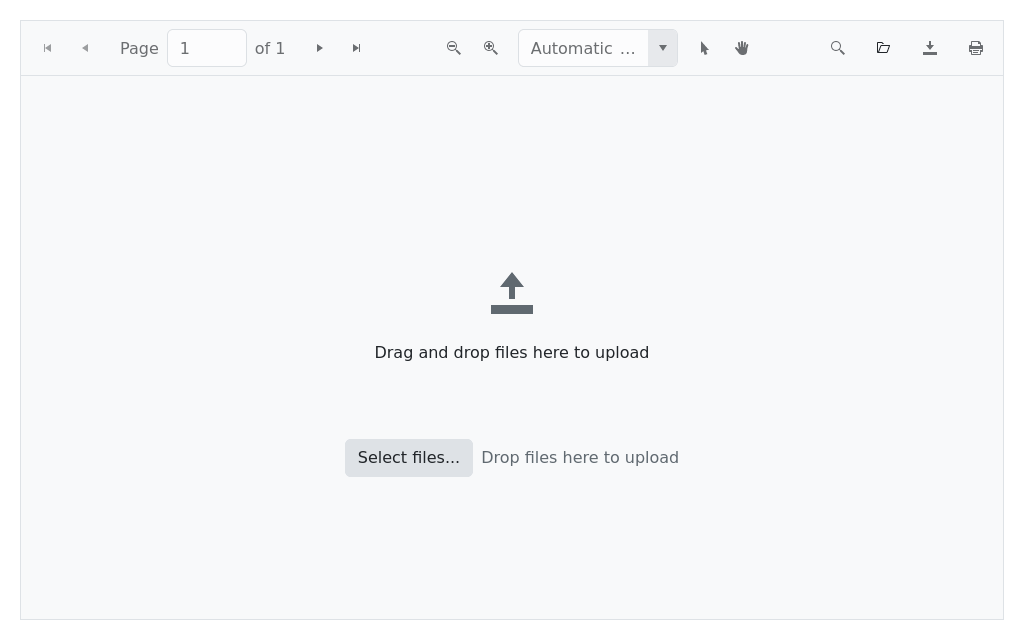 Page 1 of 1 Automatic ...
Drag and drop files here to upload
Select files... Drop files here to upload